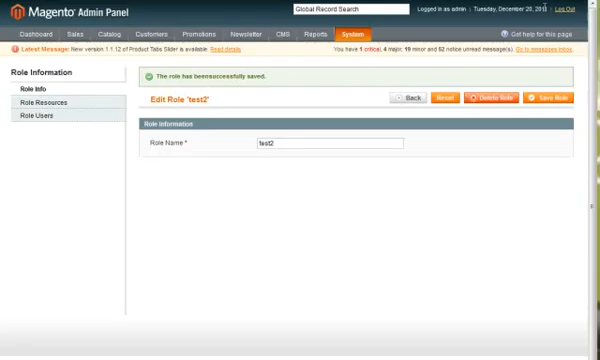 Magento Admin Panel
Global Record Search
Logged in as admin | Tuesday, December 20, 2011 | Log Out
Dashboard Sales Catalog Customers Promotions Newsletter CMS Reports System Get help for this page
Latest Message: New version 1.1.12 of Product Tabs Slider is available. Read details
You have 1 critical, 4 major, 19 minor and 52 notice unread message(s). Go to messages inbox.
Role Information
Role Info
Role Resources
Role Users
The role has beensuccessfully saved.
Edit Role 'test2'
Back Reset Delete Role Save Role
Role Information
Role Name * test2